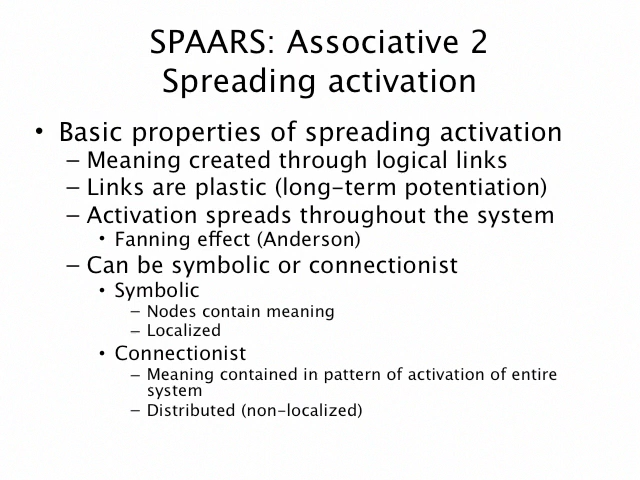 SPAARS: Associative 2
Spreading activation
• Basic properties of spreading activation
– Meaning created through logical links
– Links are plastic (long-term potentiation)
– Activation spreads throughout the system
• Fanning effect (Anderson)
– Can be symbolic or connectionist
• Symbolic
– Nodes contain meaning
– Localized
• Connectionist
– Meaning contained in pattern of activation of entire
system
– Distributed (non-localized)